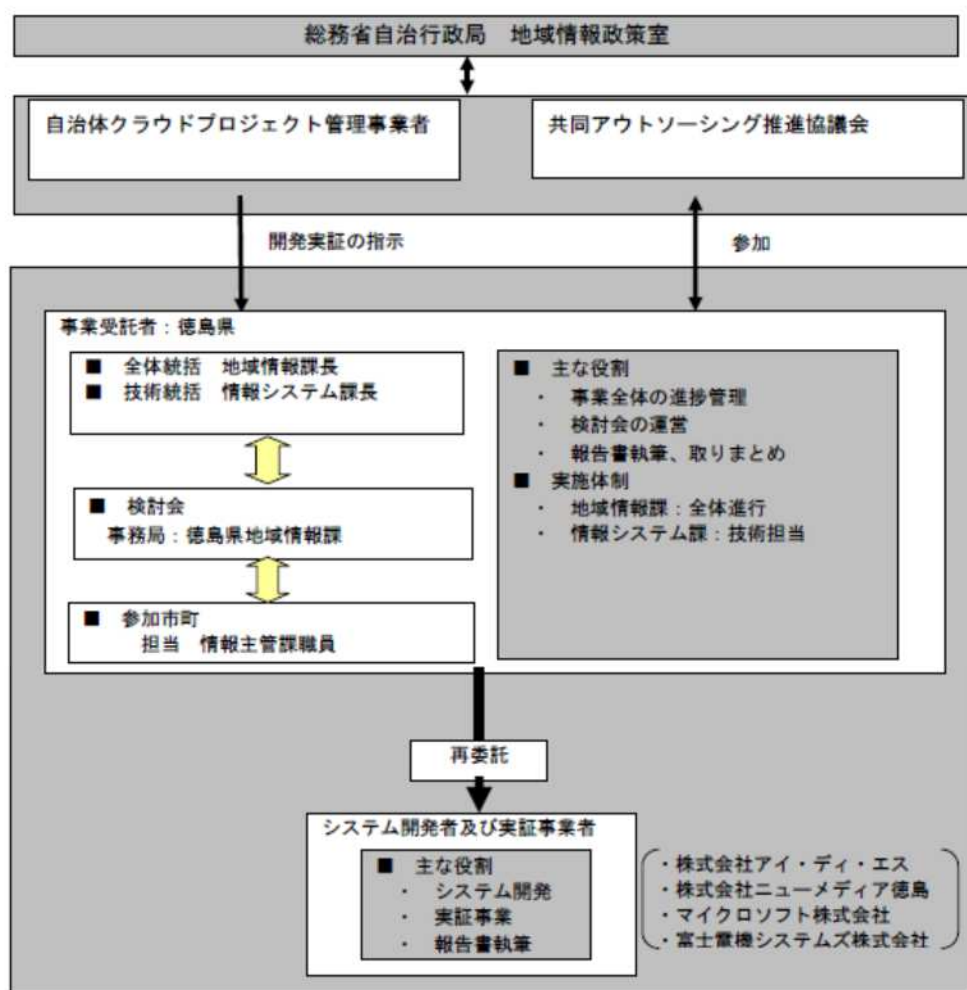 総務省自治行政局　地域情報政策室
自治体クラウドプロジェクト管理事業者
共同アウトソーシング推進協議会
開発実証の指示
参加
事業受託者：徳島県
■　全体統括　地域情報課長
■　技術統括　情報システム課長
■　検討会
事務局：徳島県地域情報課
■　参加市町
担当　情報主管課職員
■　主な役割
・　事業全体の進捗管理
・　検討会の運営
・　報告書執筆、取りまとめ
■　実施体制
・　地域情報課：全体進行
・　情報システム課：技術担当
再委託
システム開発者及び実証事業者
■　主な役割
・　システム開発
・　実証事業
・　報告書執筆
・株式会社アイ・ディ・エス
・株式会社ニューメディア徳島
・マイクロソフト株式会社
・富士電機システムズ株式会社